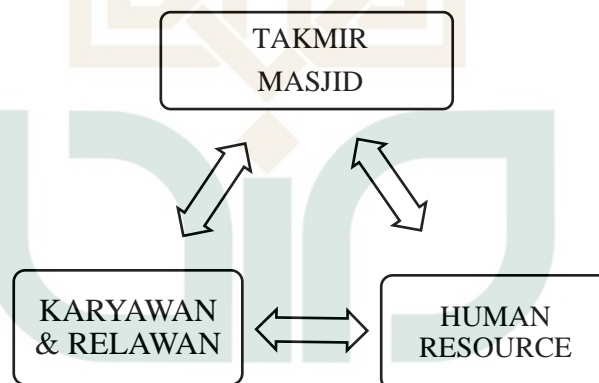 TAKMIR
MASJID
KARYAWAN
& RELAWAN
HUMAN
RESOURCE